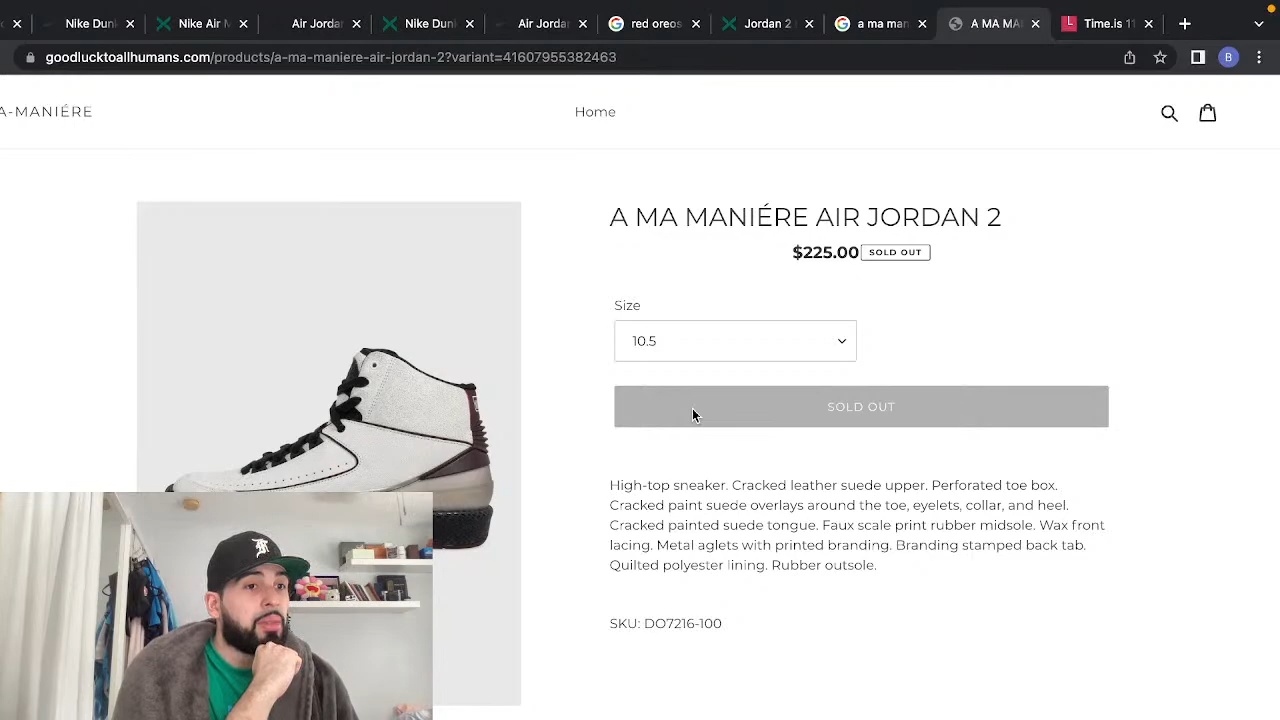 Nike Dunk
Nike Air M
Air Jordan
Nike Dunk
Air Jordan
red oreos
Jordan 2
a ma man
A MA MAN
Time.is 11
goodlucktoallhumans.com/products/a-ma-maniere-air-jordan-2?variant=41607955382463
B
A-MANIÉRE
Home
A MA MANIÉRE AIR JORDAN 2
$225.00 SOLD OUT
Size
10.5
SOLD OUT
High-top sneaker. Cracked leather suede upper. Perforated toe box.
Cracked paint suede overlays around the toe, eyelets, collar, and heel.
Cracked painted suede tongue. Faux scale print rubber midsole. Wax front
lacing. Metal aglets with printed branding. Branding stamped back tab.
Quilted polyester lining. Rubber outsole.
SKU: DO7216-100